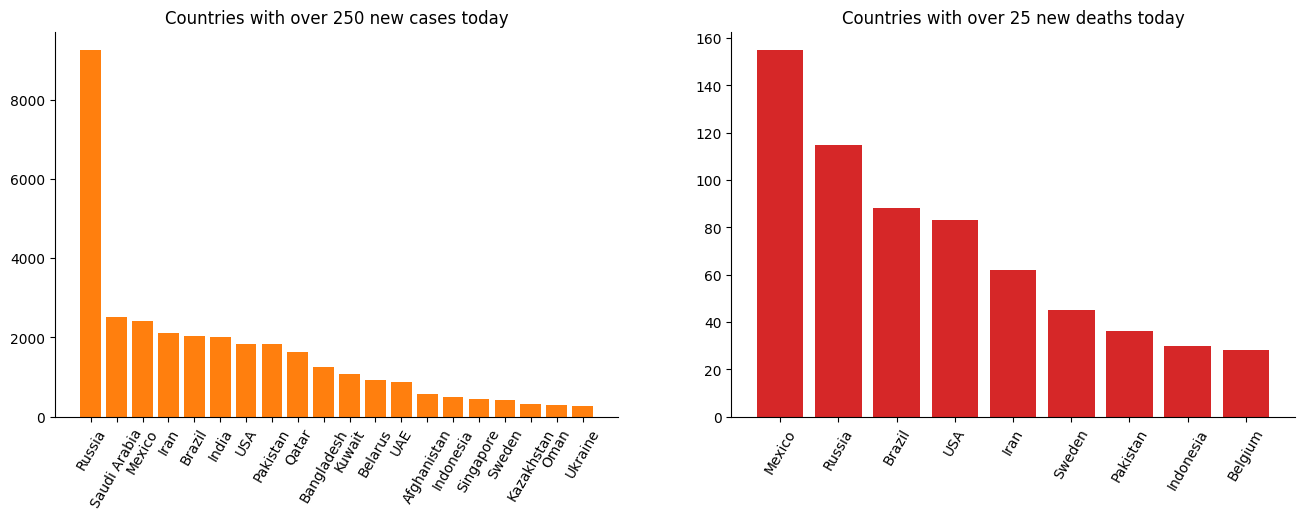 Countries with over 250 new cases today
8000
6000
4000
2000
0
Russia
Saudi Arabia
Mexico
Iran
Brazil
India
USA
Pakistan
Qatar
Bangladesh
Kuwait
Belarus
UAE
Afghanistan
Indonesia
Singapore
Sweden
Kazakhstan
Oman
Ukraine
Countries with over 25 new deaths today
160
140
120
100
80
60
40
20
0
Mexico
Russia
Brazil
USA
Iran
Sweden
Pakistan
Indonesia
Belgium